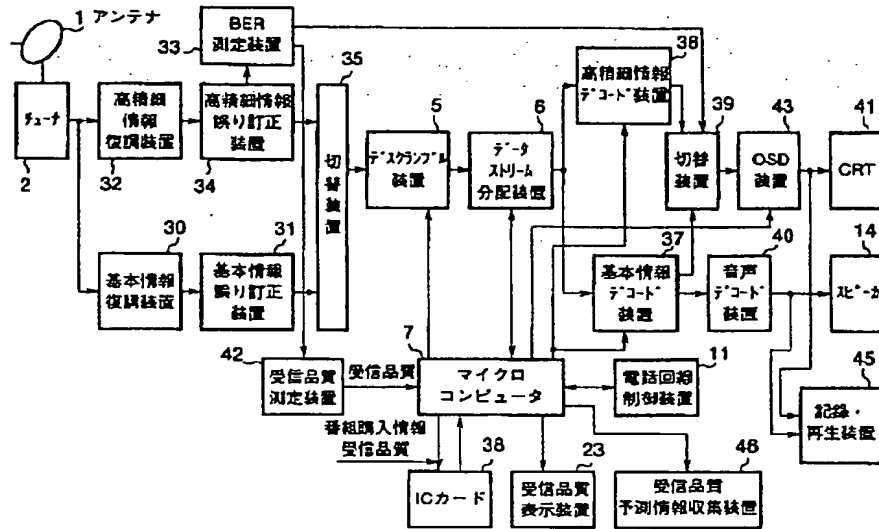 1
アンテナ
チューナ
2
高精細
情報
復調装置
32
33
BER
測定装置
高精細情報
誤り訂正
装置
34
30
基本情報
復調装置
31
基本情報
誤り訂正装置
35
切替装置
5
デスクランブル
装置
6
データ
ストリーム
分配装置
38
高精細情報
デコード装置
39
切替
装置
43
OSD
装置
41
CRT
37
基本情報
デコード
装置
40
音声
デコード装置
14
スピーカ
42
受信品質
測定装置
受信品質
7
マイクロ
コンピュータ
11
電話回線
制御装置
45
記録・
再生装置
番組購入情報
受信品質
38
ICカード
23
受信品質
表示装置
46
受信品質
予測情報収集装置